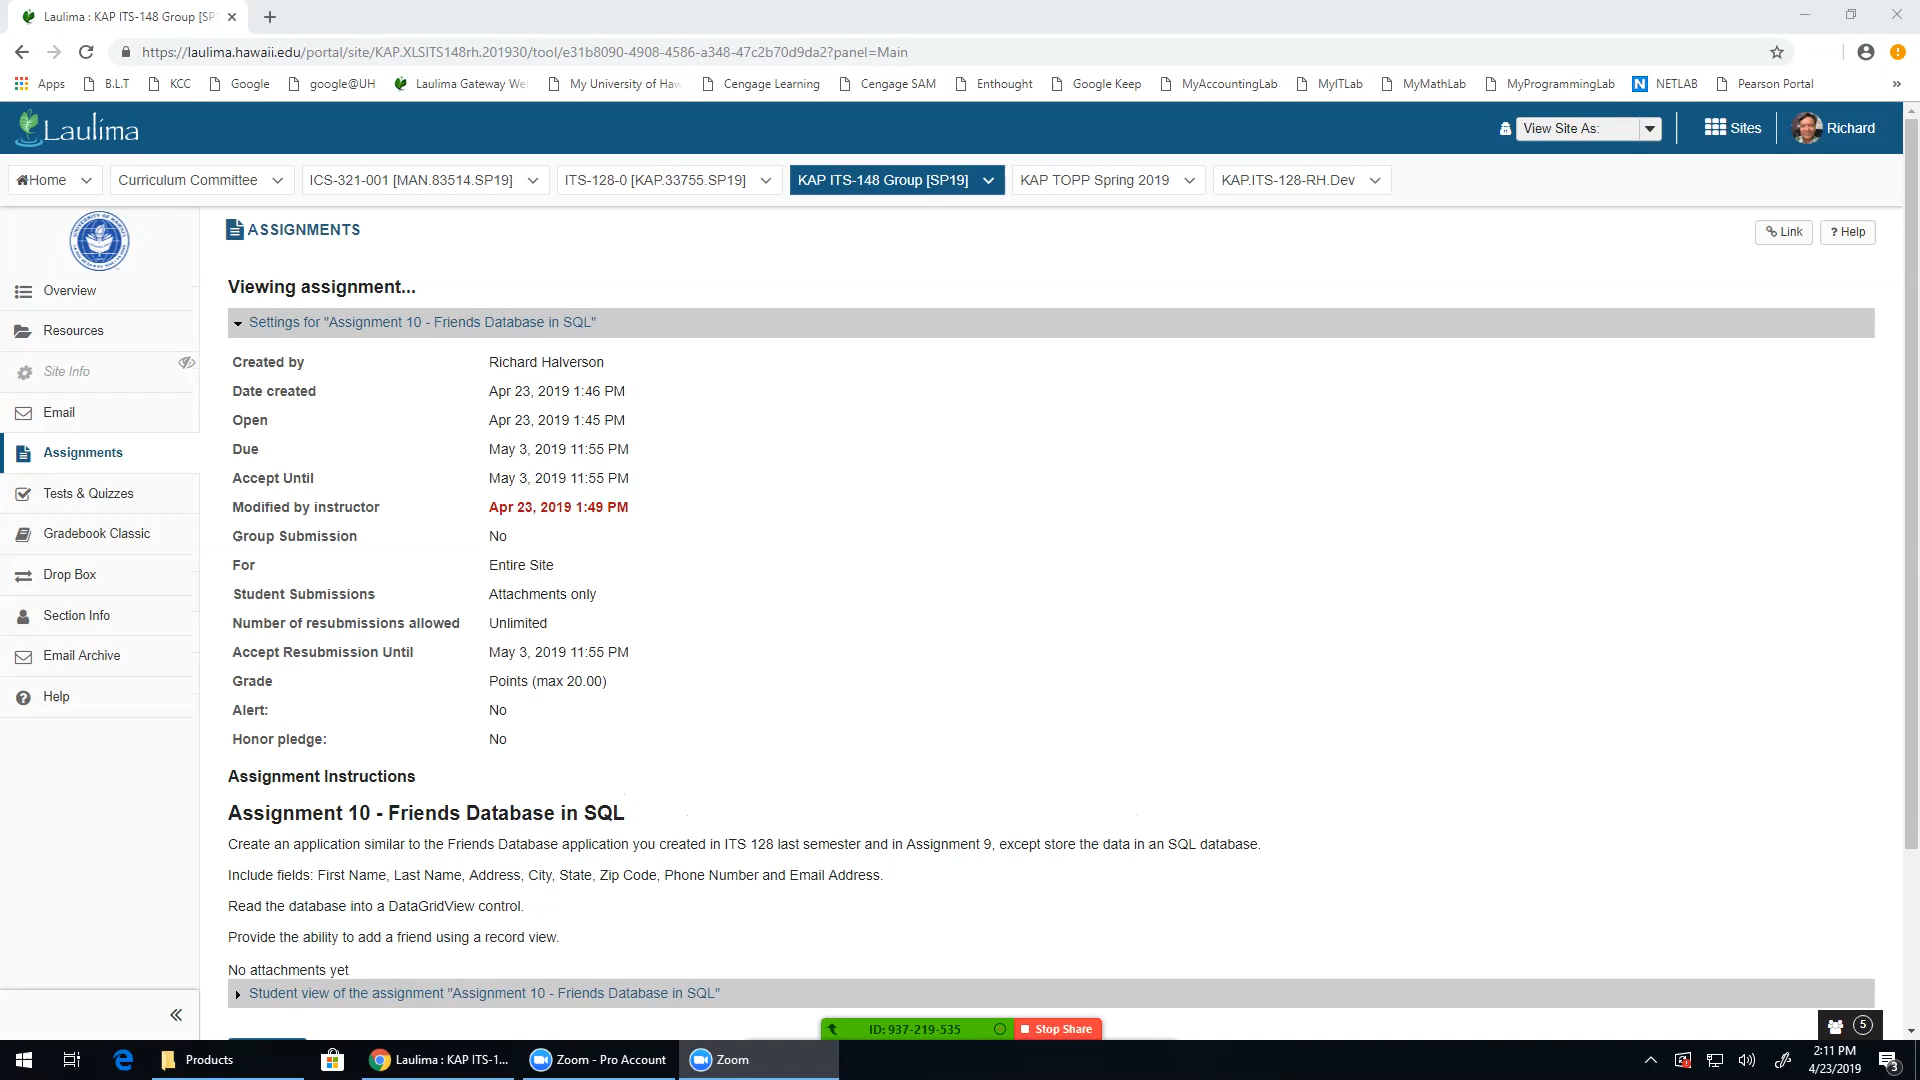 Laulima : KAP ITS-148 Group [SP
https://laulima.hawaii.edu/portal/site/KAP.XLSITS148rh.201930/tool/e31b8090-4908-4586-a348-47c2b70d9da2?panel=Main
Apps B.L.T KCC Google google@UH Laulima Gateway We My University of Haw Cengage Learning Cengage SAM Enthought Google Keep MyAccountingLab MyITLab MyMathLab MyProgrammingLab N NETLAB Pearson Portal »
Laulima View Site As: Sites Richard
Home Curriculum Committee ICS-321-001 [MAN.83514.SP19] ITS-128-0 [KAP.33755.SP19] KAP ITS-148 Group [SP19] KAP TOPP Spring 2019 KAP.ITS-128-RH.Dev
ASSIGNMENTS
Link ? Help
Overview
Resources
Site Info
Email
Assignments
Tests & Quizzes
Gradebook Classic
Drop Box
Section Info
Email Archive
Help
Viewing assignment...
Settings for "Assignment 10 - Friends Database in SQL"
Created by Richard Halverson
Date created Apr 23, 2019 1:46 PM
Open Apr 23, 2019 1:45 PM
Due May 3, 2019 11:55 PM
Accept Until May 3, 2019 11:55 PM
Modified by instructor Apr 23, 2019 1:49 PM
Group Submission No
For Entire Site
Student Submissions Attachments only
Number of resubmissions allowed Unlimited
Accept Resubmission Until May 3, 2019 11:55 PM
Grade Points (max 20.00)
Alert: No
Honor pledge: No
Assignment Instructions
Assignment 10 - Friends Database in SQL
Create an application similar to the Friends Database application you created in ITS 128 last semester and in Assignment 9, except store the data in an SQL database.
Include fields: First Name, Last Name, Address, City, State, Zip Code, Phone Number and Email Address.
Read the database into a DataGridView control.
Provide the ability to add a friend using a record view.
No attachments yet
Student view of the assignment "Assignment 10 - Friends Database in SQL"
ID: 937-219-535 Stop Share
5
Products Laulima : KAP ITS-1... Zoom - Pro Account Zoom
2:11 PM
4/23/2019
3